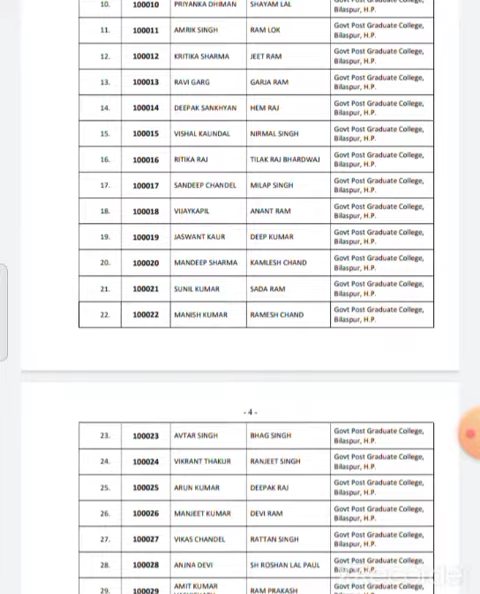 10. 100010 PRIYANKA DHIMAN SHAYAM LAL
Bilaspur, H.P.
11. 100011 AMRIK SINGH RAM LOK Govt Post Graduate College,
Bilaspur, H.P.
12. 100012 KRITIKA SHARMA JEET RAM Govt Post Graduate College,
Bilaspur, H.P.
13. 100013 RAVI GARG GARJA RAM Govt Post Graduate College,
Bilaspur, H.P.
14. 100014 DEEPAK SANKHYAN HEM RAJ Govt Post Graduate College,
Bilaspur, H.P.
15. 100015 VISHAL KAUNDAL NIRMAL SINGH Govt Post Graduate College,
Bilaspur, H.P.
16. 100016 RITIKA RAJ TILAK RAJ BHARDWAJ Govt Post Graduate College,
Bilaspur, H.P.
17. 100017 SANDEEP CHANDEL MILAP SINGH Govt Post Graduate College,
Bilaspur, H.P.
18. 100018 VIJAYKAPIL ANANT RAM Govt Post Graduate College,
Bilaspur, H.P.
19. 100019 JASWANT KAUR DEEP KUMAR Govt Post Graduate College,
Bilaspur, H.P.
20. 100020 MANDEEP SHARMA KAMLESH CHAND Govt Post Graduate College,
Bilaspur, H.P.
21. 100021 SUNIL KUMAR SADA RAM Govt Post Graduate College,
Bilaspur, H.P.
22. 100022 MANISH KUMAR RAMESH CHAND Govt Post Graduate College,
Bilaspur, H.P.
- 4 -
23. 100023 AVTAR SINGH BHAG SINGH Govt Post Graduate College,
Bilaspur, H.P.
24. 100024 VIKRANT THAKUR RANJEET SINGH Govt Post Graduate College,
Bilaspur, H.P.
25. 100025 ARUN KUMAR DEEPAK RAJ Govt Post Graduate College,
Bilaspur, H.P.
26. 100026 MANJEET KUMAR DEVI RAM Govt Post Graduate College,
Bilaspur, H.P.
27. 100027 VIKAS CHANDEL RATTAN SINGH Govt Post Graduate College,
Bilaspur, H.P.
28. 100028 ANJNA DEVI SH ROSHAN LAL PAUL Govt Post Graduate College,
Bilaspur, H.P.
29. 100029 AMIT KUMAR RAM PRAKASH Govt Post Graduate College,